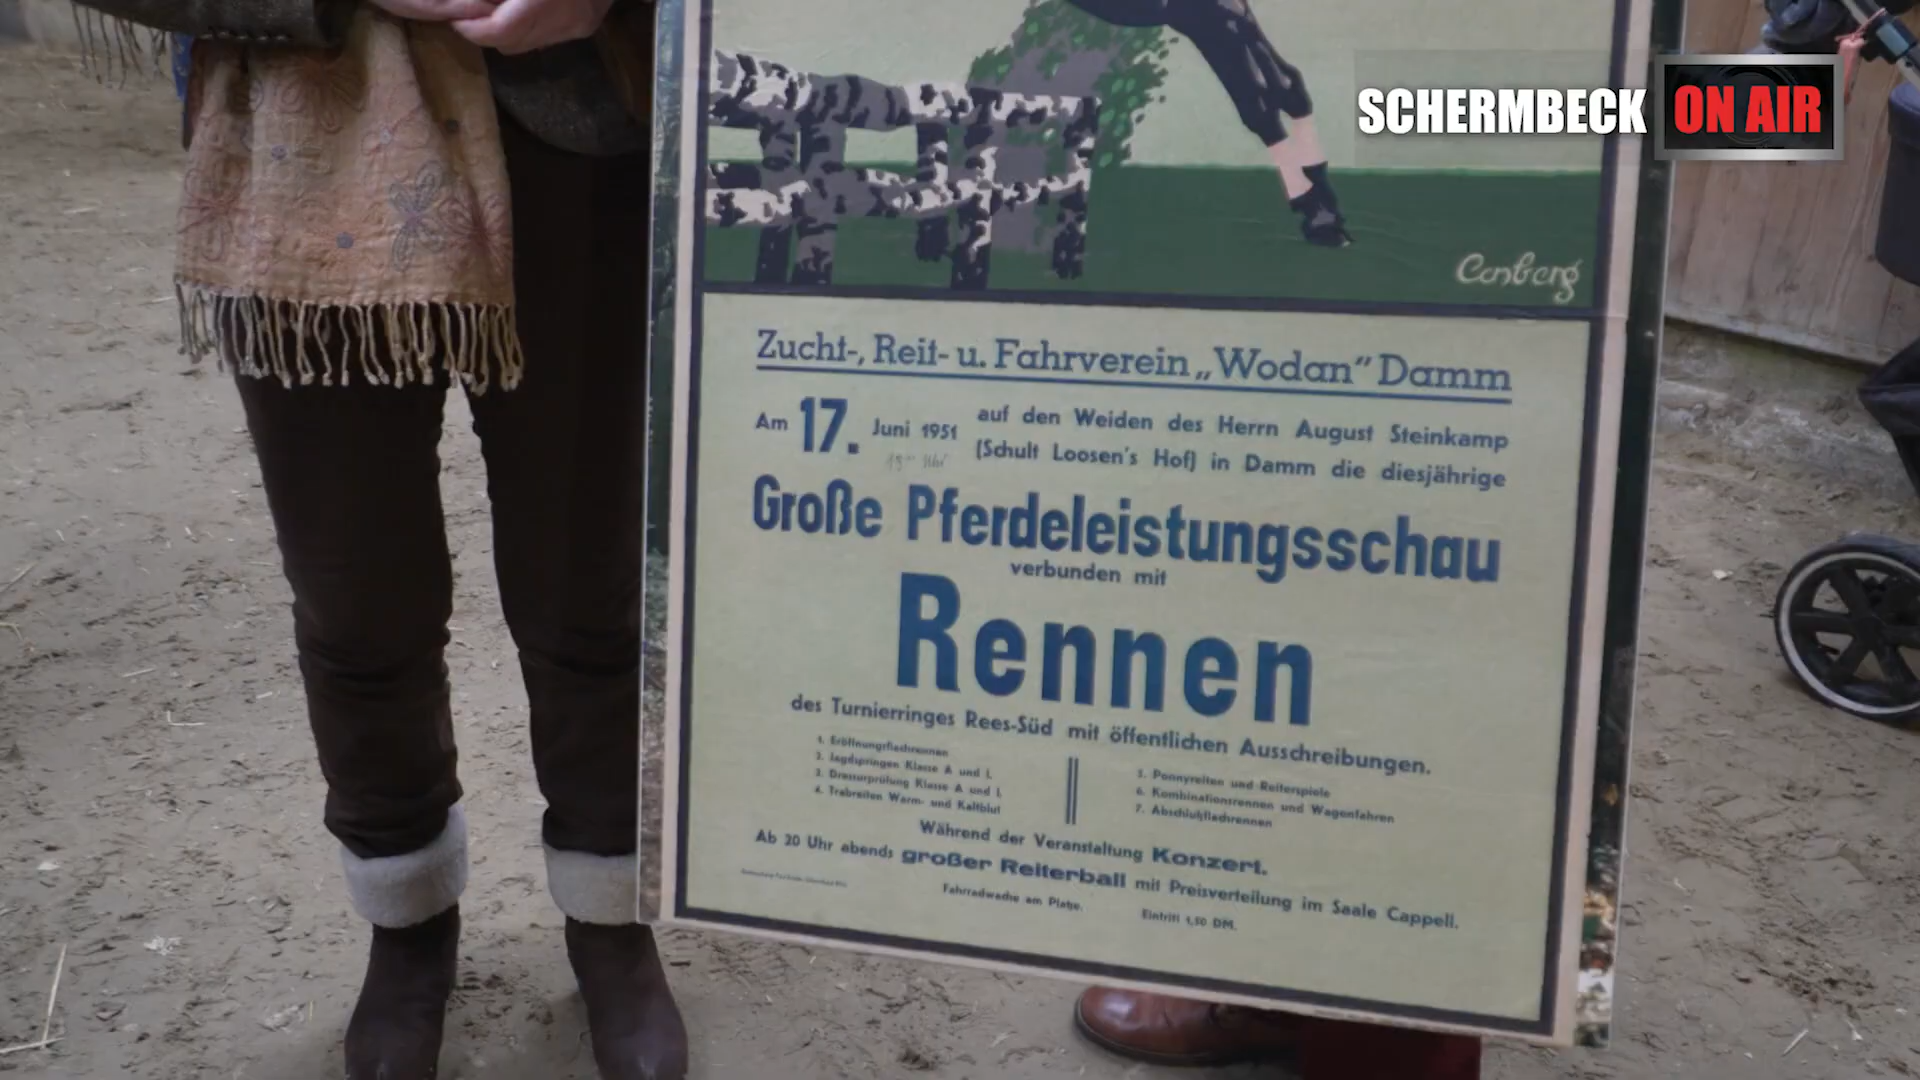 SCHERMBECK ON AIR
Zucht-, Reit- u. Fahrverein „Wodan" Damm
Am 17. Juni 1951 auf den Weiden des Herrn August Steinkamp
(Schult Loosen's Hof) in Damm die diesjährige
Große Pferdeleistungsschau
verbunden mit
Rennen
des Turnierringes Rees-Süd mit öffentlichen Ausschreibungen.
1. Eröffnungsflachrennen
2. Jagdspringen Klasse A und L
3. Dressurprüfung Klasse A und L
4. Trabreiten Warm- und Kaltblut
5. Ponnyreiten und Reiterspiele
6. Kombinationsrennen und Wagenfahren
7. Abschlußflachrennen
Während der Veranstaltung Konzert.
Ab 20 Uhr abends großer Reiterball mit Preisverteilung im Saale Cappell.
Fahrradwache am Platze. Eintritt 1,50 DM.